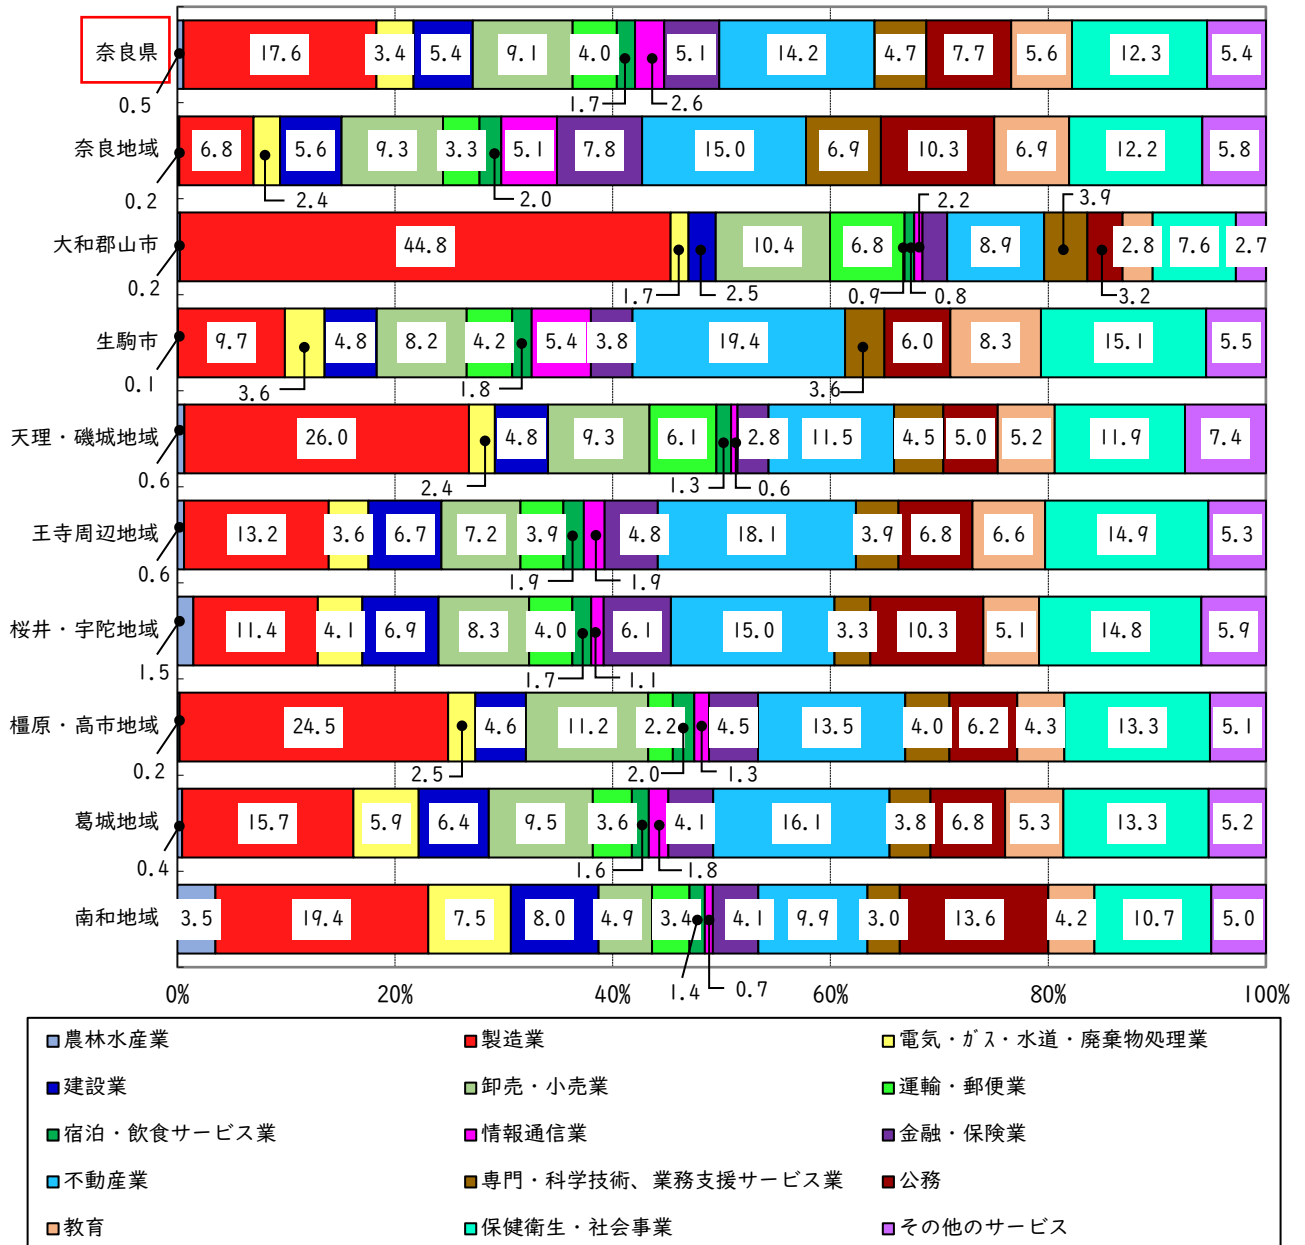 奈良県 17.6 3.4 5.4 9.1 4.0 5.1 14.2 4.7 7.7 5.6 12.3 5.4
0.5 1.7 2.6
奈良地域 6.8 5.6 9.3 3.3 5.1 7.8 15.0 6.9 10.3 6.9 12.2 5.8
0.2 2.4 2.0 2.2 3.9
大和郡山市 44.8 10.4 6.8 8.9 2.8 7.6 2.7
0.2 1.7 2.5 0.9 0.8 3.2
生駒市 9.7 4.8 8.2 4.2 5.4 3.8 19.4 6.0 8.3 15.1 5.5
0.1 3.6 1.8 3.6
天理・磯城地域 26.0 4.8 9.3 6.1 2.8 11.5 4.5 5.0 5.2 11.9 7.4
0.6 2.4 1.3 0.6
王寺周辺地域 13.2 3.6 6.7 7.2 3.9 4.8 18.1 3.9 6.8 6.6 14.9 5.3
0.6 1.9 1.9
桜井・宇陀地域 11.4 4.1 6.9 8.3 4.0 6.1 15.0 3.3 10.3 5.1 14.8 5.9
1.5 1.7 1.1
橿原・高市地域 24.5 4.6 11.2 2.2 4.5 13.5 4.0 6.2 4.3 13.3 5.1
0.2 2.5 2.0 1.3
葛城地域 15.7 5.9 6.4 9.5 3.6 4.1 16.1 3.8 6.8 5.3 13.3 5.2
0.4 1.6 1.8
南和地域 3.5 19.4 7.5 8.0 4.9 3.4 4.1 9.9 3.0 13.6 4.2 10.7 5.0
1.4 0.7
0% 20% 40% 60% 80% 100%
農林水産業 製造業 電気・ガス・水道・廃棄物処理業
建設業 卸売・小売業 運輸・郵便業
宿泊・飲食サービス業 情報通信業 金融・保険業
不動産業 専門・科学技術、業務支援サービス業 公務
教育 保健衛生・社会事業 その他のサービス